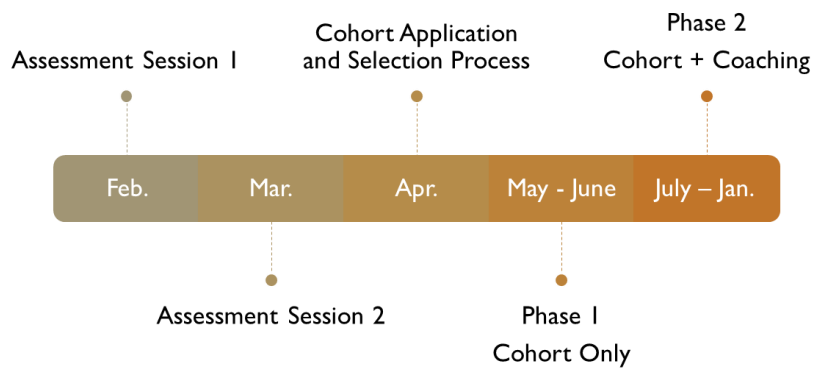 Assessment Session 1
Cohort Application
and Selection Process
Phase 2
Cohort + Coaching
Feb.
Mar.
Apr.
May - June
July – Jan.
Assessment Session 2
Phase 1
Cohort Only